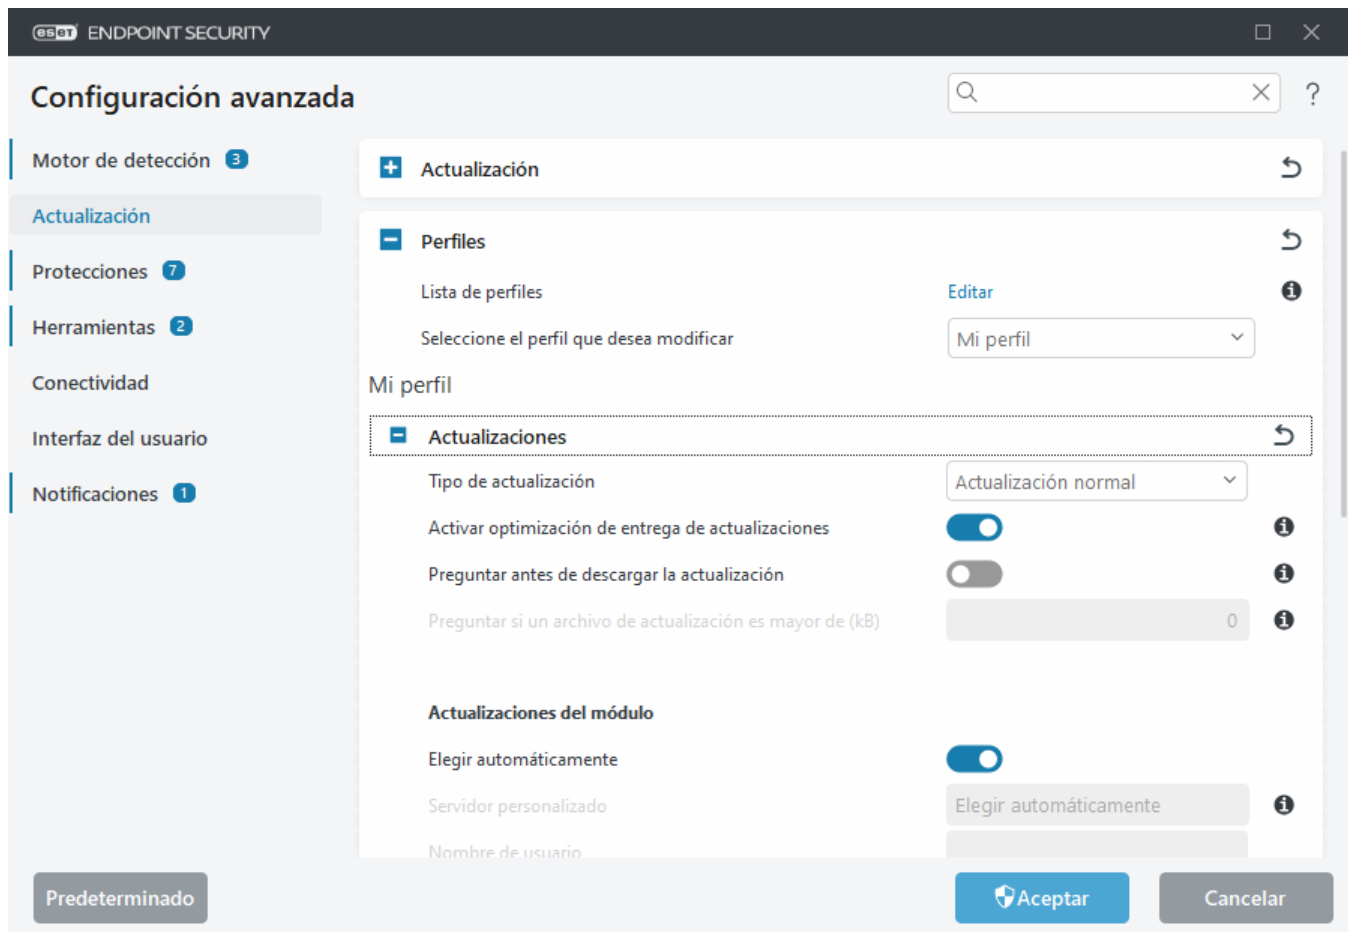 eset ENDPOINT SECURITY
Configuración avanzada
?
Motor de detección 3
Actualización
Protecciones 7
Herramientas 2
Conectividad
Interfaz del usuario
Notificaciones 1
Actualización
Perfiles
Lista de perfiles Editar
Seleccione el perfil que desea modificar Mi perfil
Mi perfil
Actualizaciones
Tipo de actualización Actualización normal
Activar optimización de entrega de actualizaciones
Preguntar antes de descargar la actualización
Preguntar si un archivo de actualización es mayor de (kB) 0
Actualizaciones del módulo
Elegir automáticamente
Servidor personalizado Elegir automáticamente
Nombre de usuario
Predeterminado Aceptar Cancelar